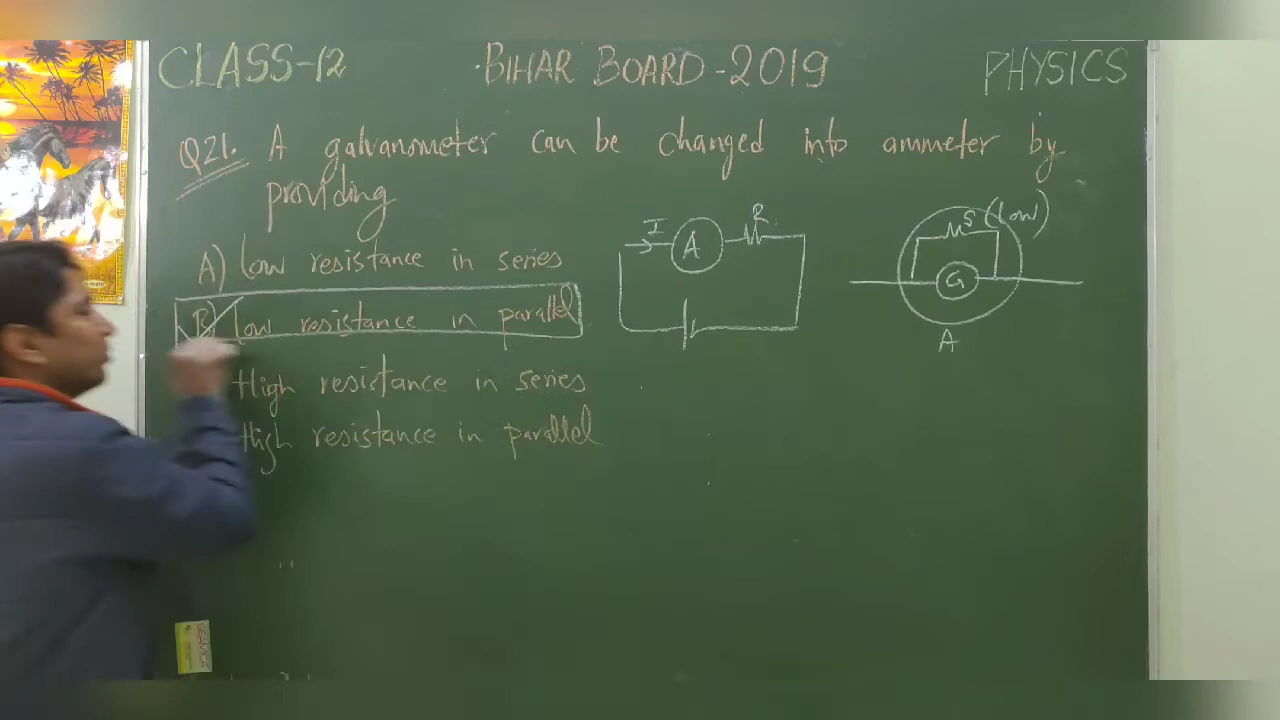 CLASS-12 BIHAR BOARD-2019 PHYSICS
Q21. A galvanometer can be changed into ammeter by
providing
A) Low resistance in series
B) low resistance in parallel
High resistance in series
High resistance in parallel
I A R
S (Low)
G
A